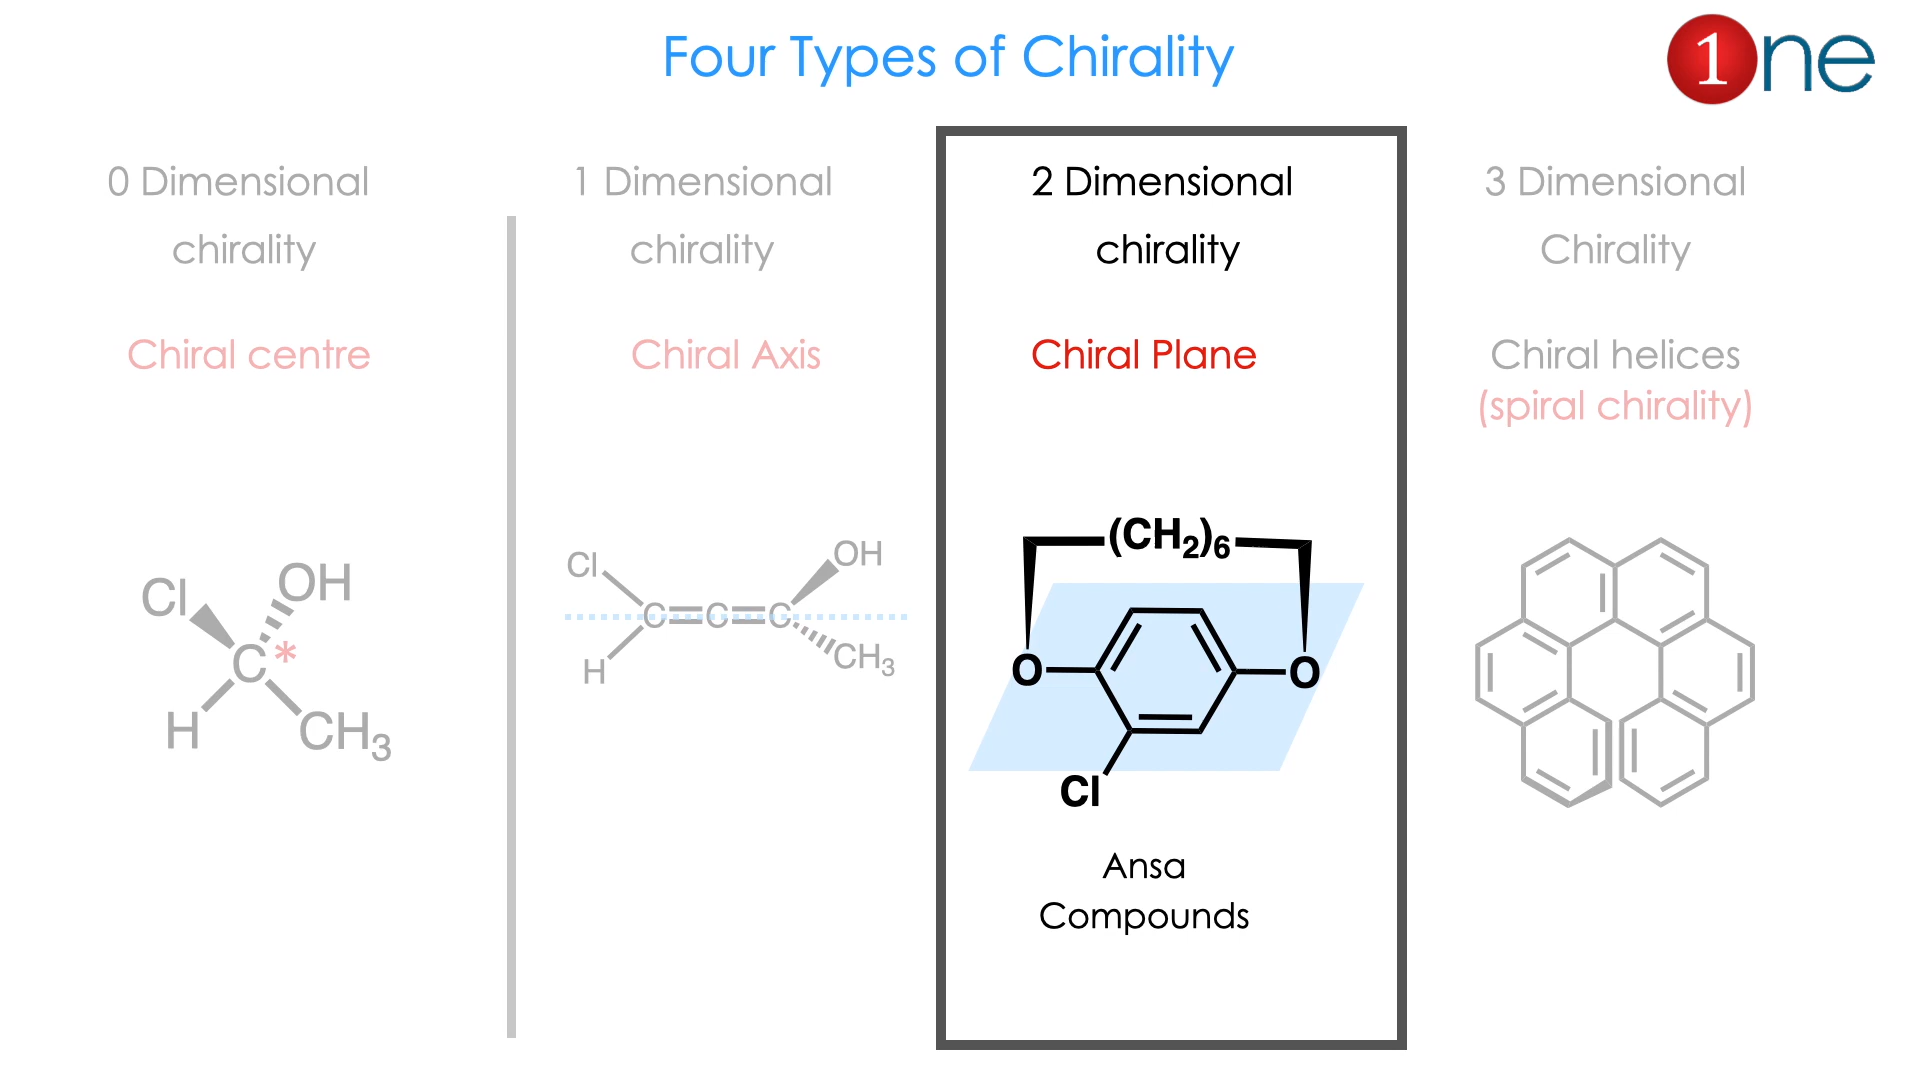 Four Types of Chirality
1ne
0 Dimensional
chirality
Chiral centre
Cl
OH
C*
H
CH3
1 Dimensional
chirality
Chiral Axis
Cl
OH
C C C
H
CH3
2 Dimensional
chirality
Chiral Plane
(CH2)6
O O
Cl
Ansa
Compounds
3 Dimensional
Chirality
Chiral helices
(spiral chirality)